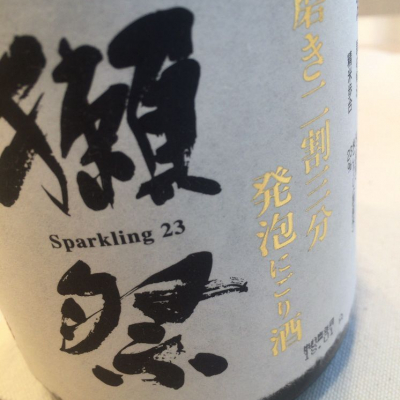 獺
Sparkling 23
祭
磨き二割三分
発泡にごり酒